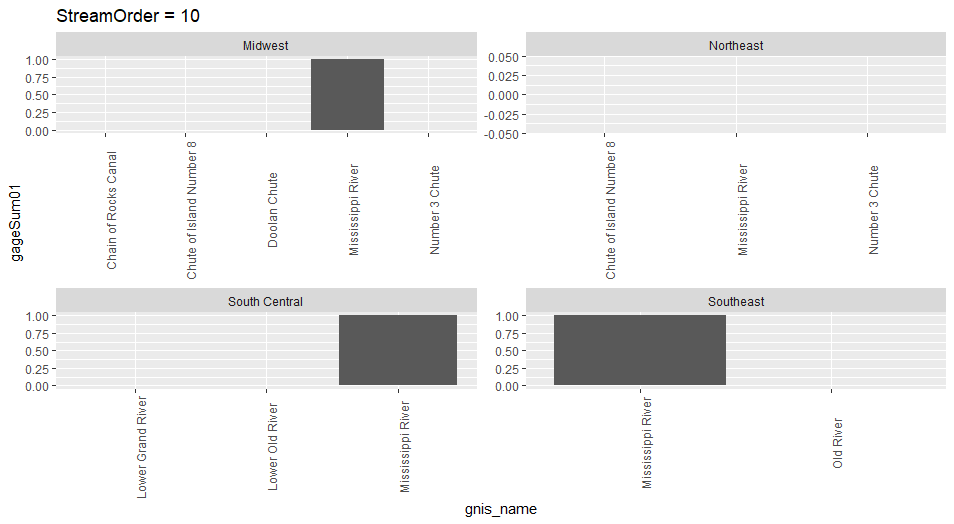 StreamOrder = 10
Midwest
Northeast
1.00
0.75
0.50
0.25
0.00
0.050
0.025
0.000
-0.025
-0.050
Chain of Rocks Canal
Chute of Island Number 8
Doolan Chute
Mississippi River
Number 3 Chute
Chute of Island Number 8
Mississippi River
Number 3 Chute
gageSum01
South Central
Southeast
1.00
0.75
0.50
0.25
0.00
1.00
0.75
0.50
0.25
0.00
Lower Grand River
Lower Old River
Mississippi River
Mississippi River
Old River
gnis_name